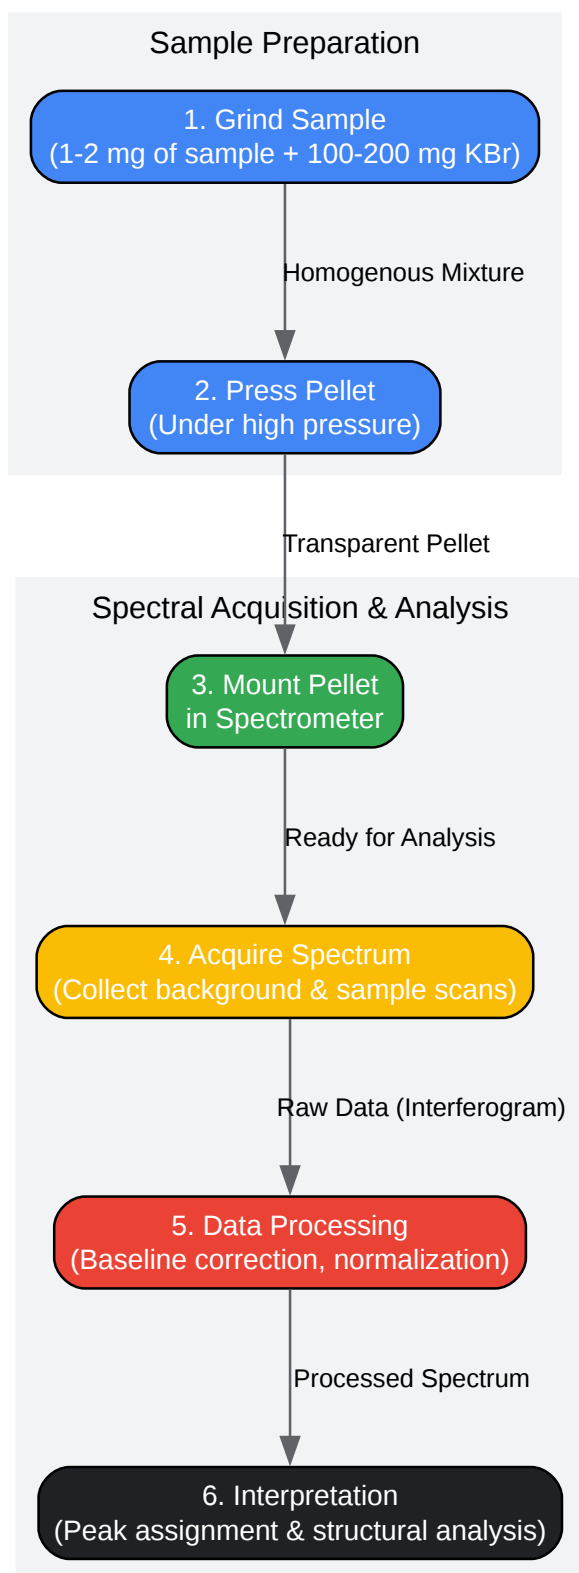 Sample Preparation
1. Grind Sample
(1-2 mg of sample + 100-200 mg KBr)
Homogenous Mixture
2. Press Pellet
(Under high pressure)
Transparent Pellet
Spectral Acquisition & Analysis
3. Mount Pellet
in Spectrometer
Ready for Analysis
4. Acquire Spectrum
(Collect background & sample scans)
Raw Data (Interferogram)
5. Data Processing
(Baseline correction, normalization)
Processed Spectrum
6. Interpretation
(Peak assignment & structural analysis)